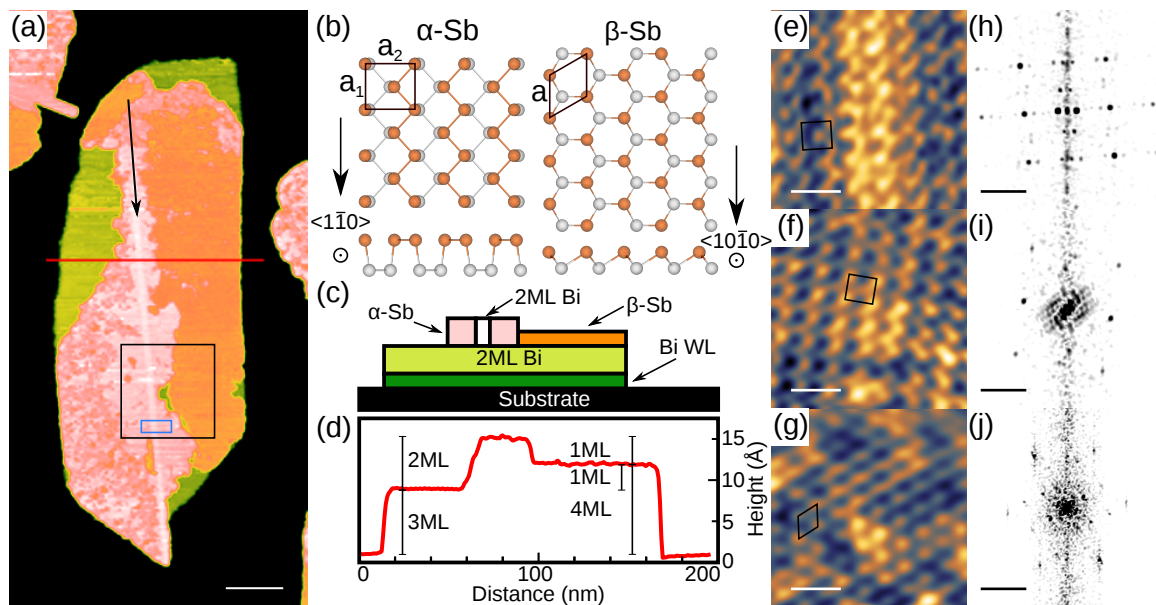 (a)
(b)
α-Sb
β-Sb
a₂
a₁
a
<11̅0>
<101̅0>
(c)
2ML Bi
α-Sb
β-Sb
2ML Bi
Bi WL
Substrate
(d)
2ML
3ML
1ML
1ML
4ML
15
10
5
0
Height (Å)
0
100
200
Distance (nm)
(e)
(f)
(g)
(h)
(i)
(j)